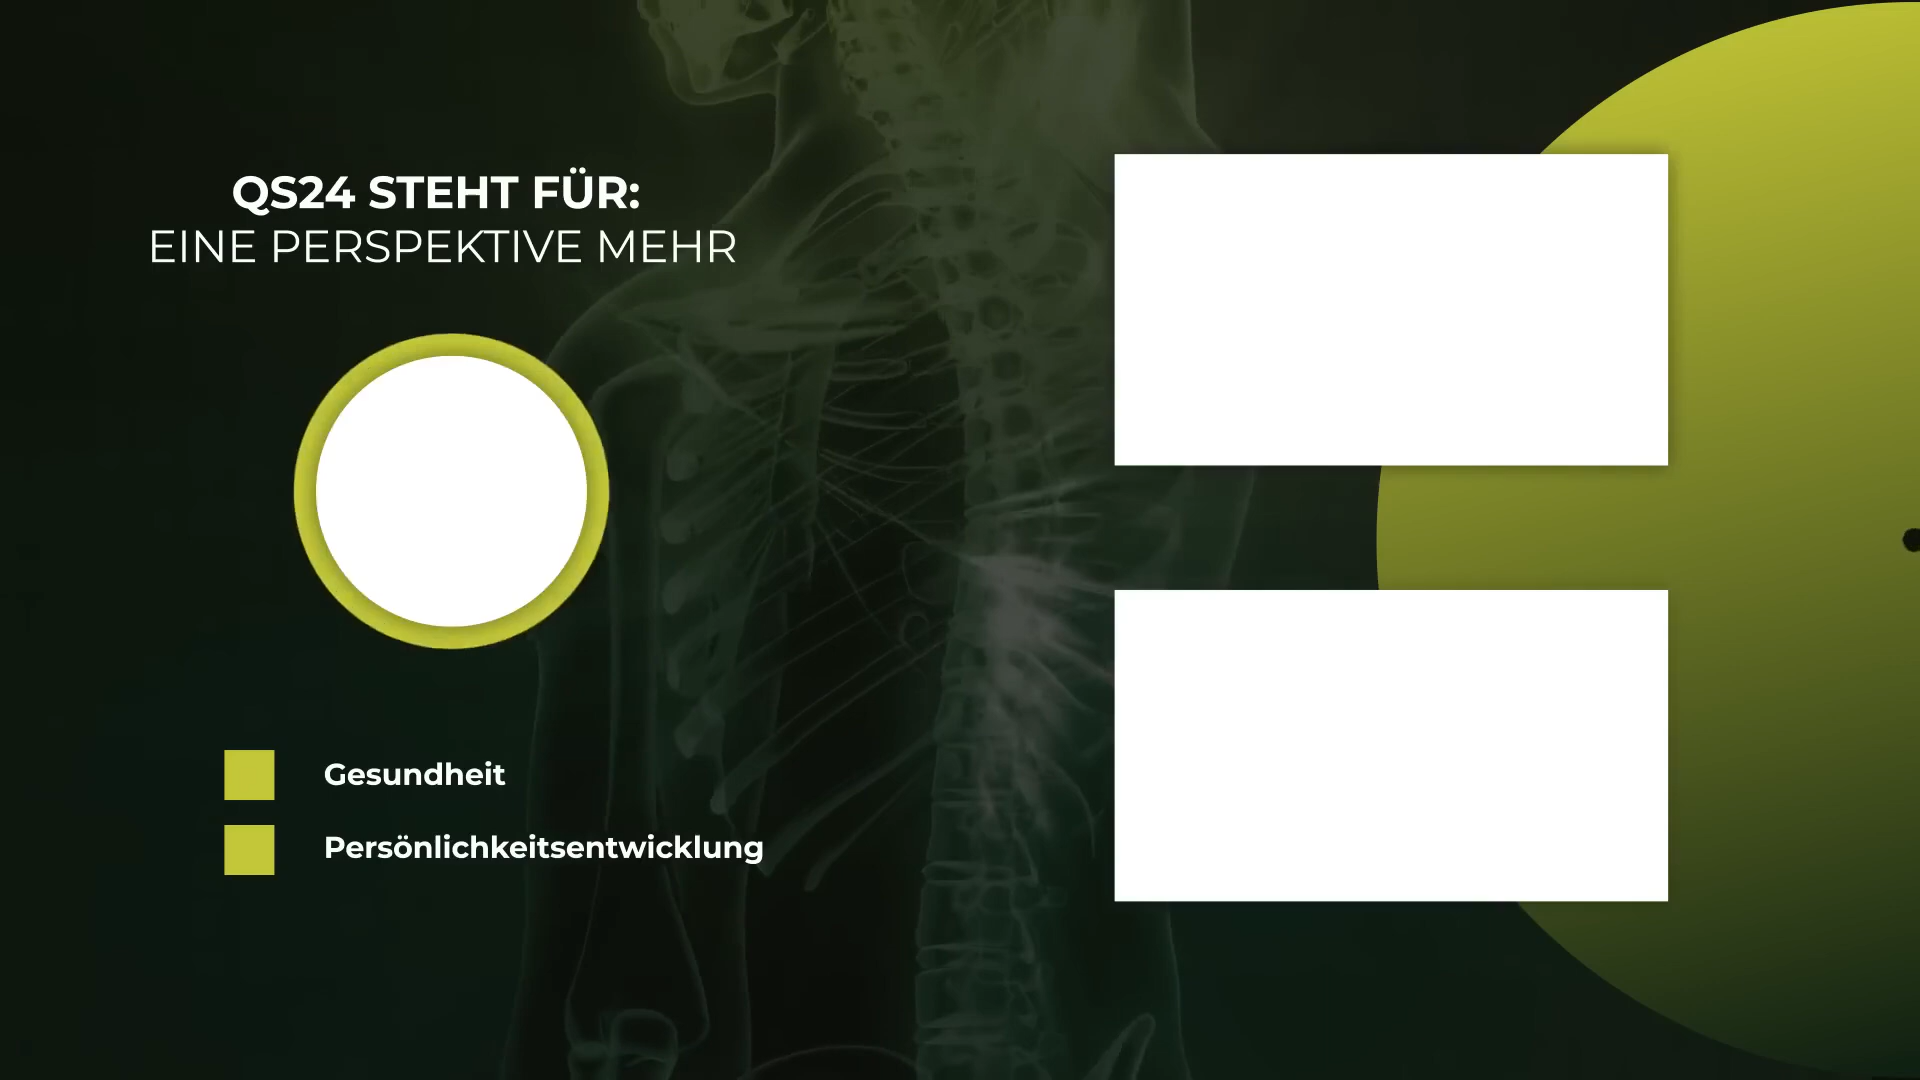 QS24 STEHT FÜR:
EINE PERSPEKTIVE MEHR
Gesundheit
Persönlichkeitsentwicklung